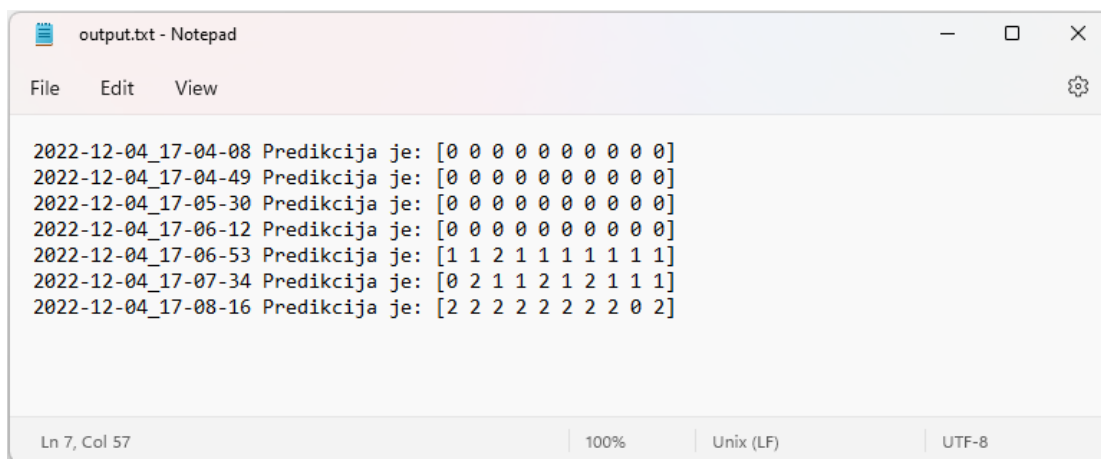 output.txt - Notepad
File Edit View
2022-12-04_17-04-08 Predikcija je: [0 0 0 0 0 0 0 0 0 0]
2022-12-04_17-04-49 Predikcija je: [0 0 0 0 0 0 0 0 0 0]
2022-12-04_17-05-30 Predikcija je: [0 0 0 0 0 0 0 0 0 0]
2022-12-04_17-06-12 Predikcija je: [0 0 0 0 0 0 0 0 0 0]
2022-12-04_17-06-53 Predikcija je: [1 1 2 1 1 1 1 1 1 1]
2022-12-04_17-07-34 Predikcija je: [0 2 1 1 2 1 2 1 1 1]
2022-12-04_17-08-16 Predikcija je: [2 2 2 2 2 2 2 2 0 2]
Ln 7, Col 57 100% Unix (LF) UTF-8